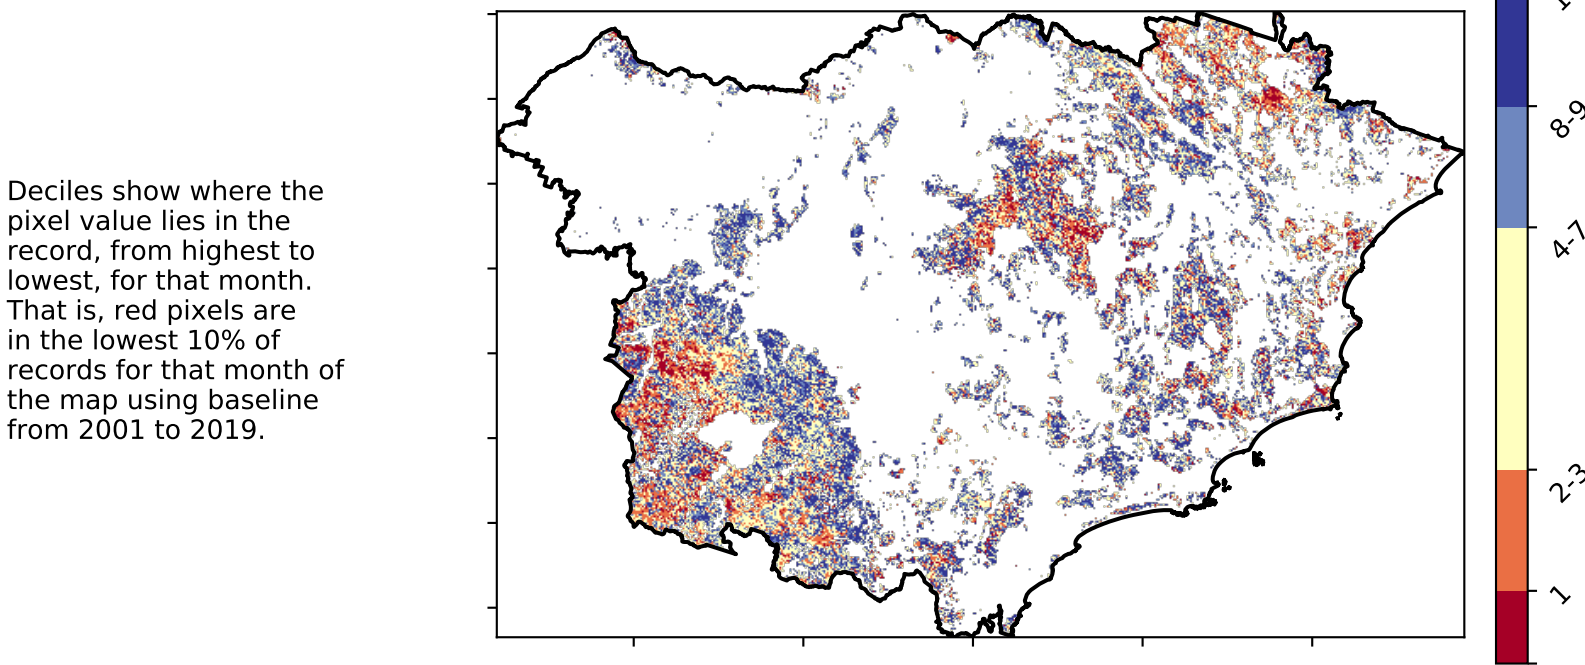 Deciles show where the
pixel value lies in the
record, from highest to
lowest, for that month.
That is, red pixels are
in the lowest 10% of
records for that month of
the map using baseline
from 2001 to 2019.
8-9
4-7
2-3
1